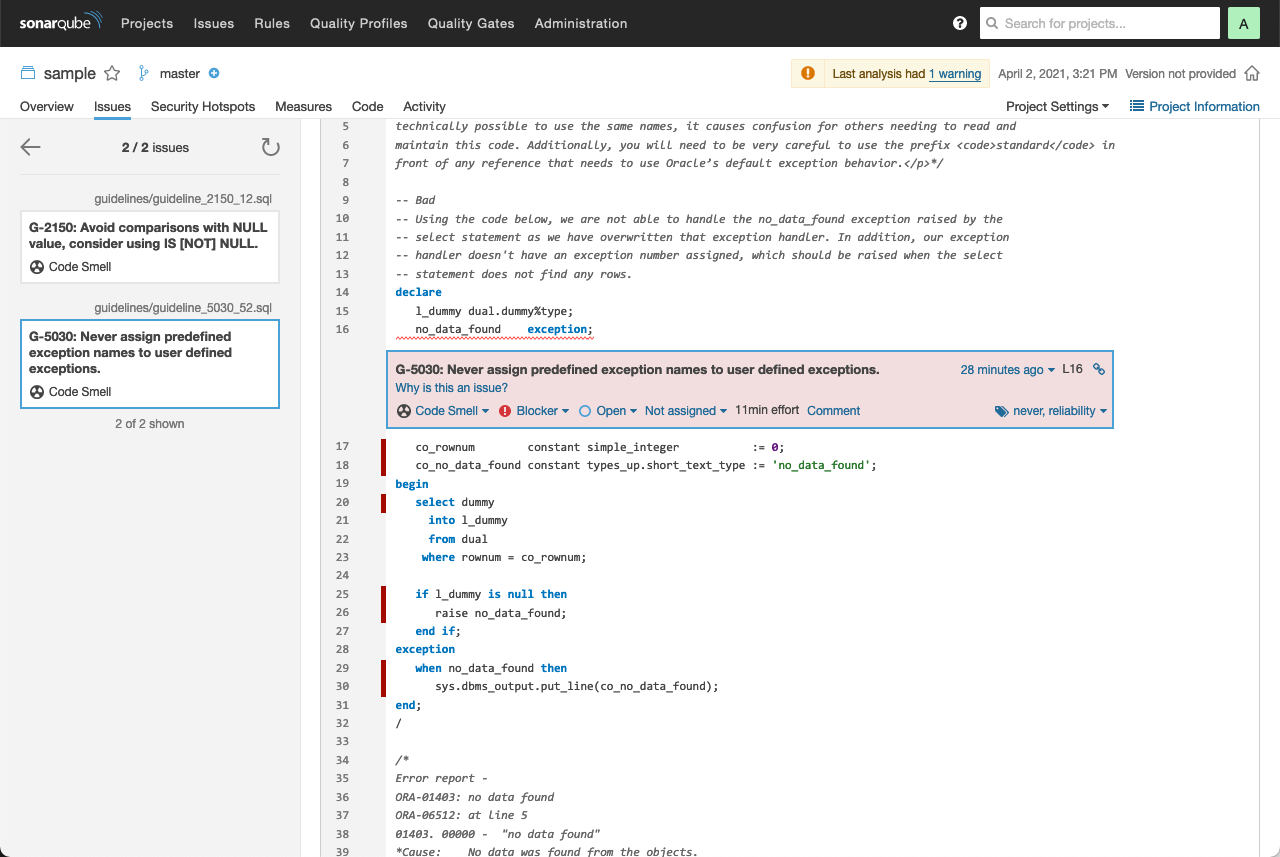 sonarqube Projects Issues Rules Quality Profiles Quality Gates Administration ? Search for projects... A
sample master Last analysis had 1 warning April 2, 2021, 3:21 PM Version not provided
Overview Issues Security Hotspots Measures Code Activity Project Settings Project Information
2 / 2 issues
guidelines/guideline_2150_12.sql
G-2150: Avoid comparisons with NULL
value, consider using IS [NOT] NULL.
Code Smell
guidelines/guideline_5030_52.sql
G-5030: Never assign predefined
exception names to user defined
exceptions.
Code Smell
2 of 2 shown
5 technically possible to use the same names, it causes confusion for others needing to read and
6 maintain this code. Additionally, you will need to be very careful to use the prefix <code>standard</code> in
7 front of any reference that needs to use Oracle’s default exception behavior.</p>*/
8
9 -- Bad
10 -- Using the code below, we are not able to handle the no_data_found exception raised by the
11 -- select statement as we have overwritten that exception handler. In addition, our exception
12 -- handler doesn't have an exception number assigned, which should be raised when the select
13 -- statement does not find any rows.
14 declare
15 l_dummy dual.dummy%type;
16 no_data_found exception;
G-5030: Never assign predefined exception names to user defined exceptions. 28 minutes ago L16
Why is this an issue?
Code Smell Blocker Open Not assigned 11min effort Comment never, reliability
17 co_rownum constant simple_integer := 0;
18 co_no_data_found constant types_up.short_text_type := 'no_data_found';
19 begin
20 select dummy
21 into l_dummy
22 from dual
23 where rownum = co_rownum;
24
25 if l_dummy is null then
26 raise no_data_found;
27 end if;
28 exception
29 when no_data_found then
30 sys.dbms_output.put_line(co_no_data_found);
31 end;
32 /
33
34 /*
35 Error report -
36 ORA-01403: no data found
37 ORA-06512: at line 5
38 01403. 00000 - "no data found"
39 *Cause: No data was found from the objects.